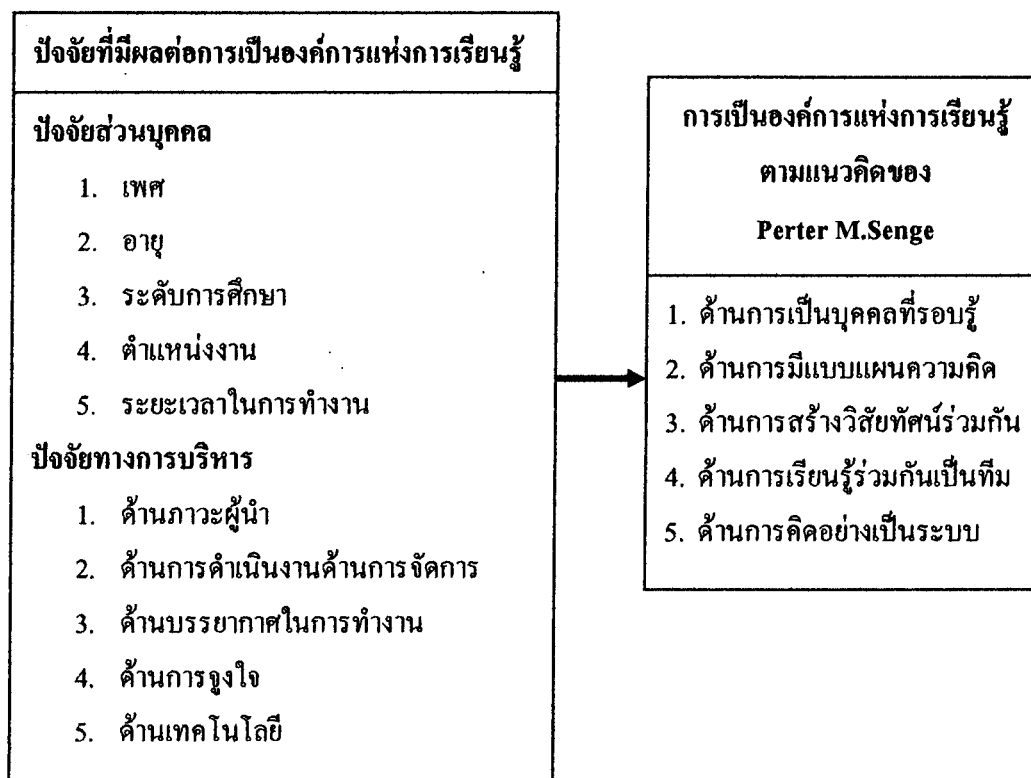 ปัจจัยที่มีผลต่อการเป็นองค์การแห่งการเรียนรู้
ปัจจัยส่วนบุคคล
1. เพศ
2. อายุ
3. ระดับการศึกษา
4. ตำแหน่งงาน
5. ระยะเวลาในการทำงาน
ปัจจัยทางการบริหาร
1. ด้านภาวะผู้นำ
2. ด้านการดำเนินงานด้านการจัดการ
3. ด้านบรรยากาศในการทำงาน
4. ด้านการจูงใจ
5. ด้านเทคโนโลยี
การเป็นองค์การแห่งการเรียนรู้
ตามแนวคิดของ
Perter M.Senge
1. ด้านการเป็นบุคคลที่รอบรู้
2. ด้านการมีแบบแผนความคิด
3. ด้านการสร้างวิสัยทัศน์ร่วมกัน
4. ด้านการเรียนรู้ร่วมกันเป็นทีม
5. ด้านการคิดอย่างเป็นระบบ